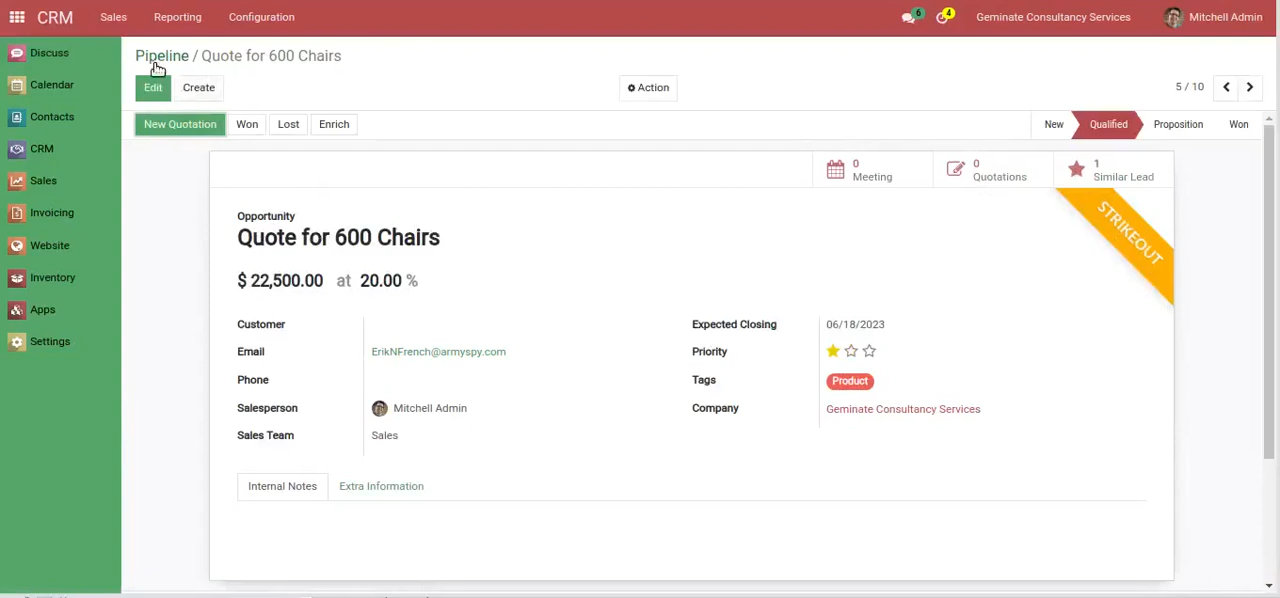 CRM Sales Reporting Configuration 6 4 Geminate Consultancy Services Mitchell Admin
Discuss
Calendar
Contacts
CRM
Sales
Invoicing
Website
Inventory
Apps
Settings
Pipeline / Quote for 600 Chairs
Edit Create Action 5 / 10
New Quotation Won Lost Enrich New Qualified Proposition Won
0 Meeting
0 Quotations
1 Similar Lead
STRIKEOUT
Opportunity
Quote for 600 Chairs
$ 22,500.00 at 20.00 %
Customer
Email ErikNFrench@armyspy.com
Phone
Salesperson Mitchell Admin
Sales Team Sales
Expected Closing 06/18/2023
Priority
Tags Product
Company Geminate Consultancy Services
Internal Notes Extra Information